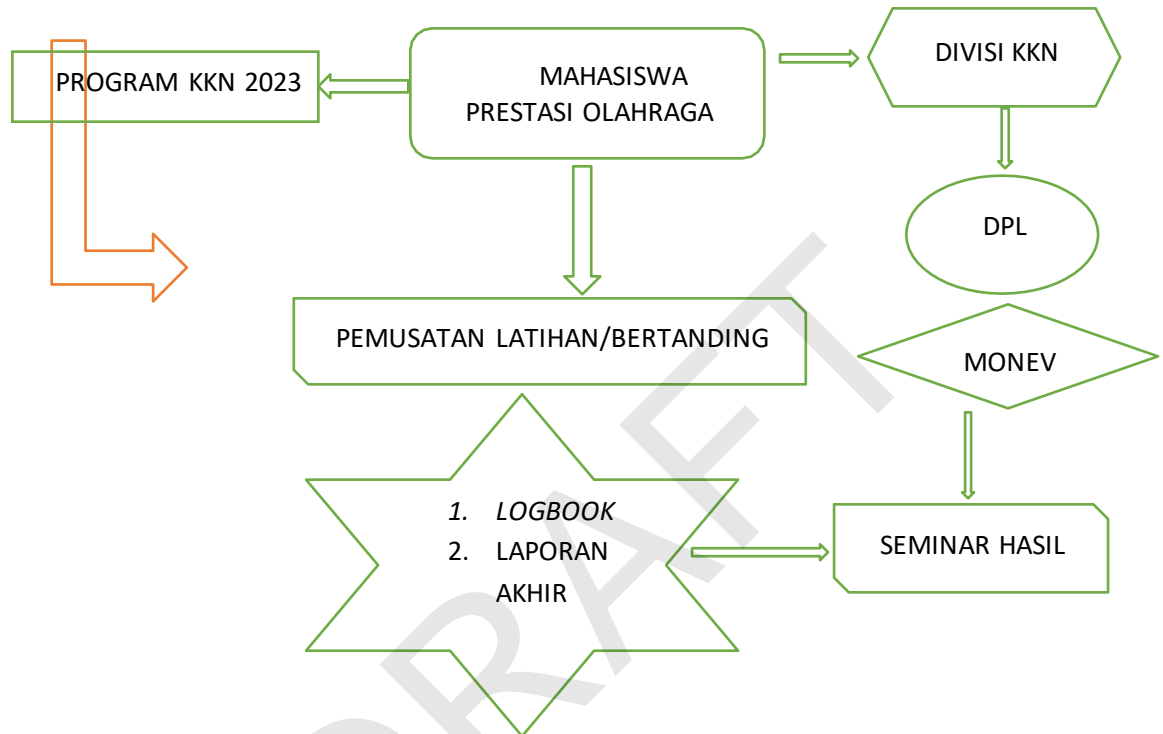 PROGRAM KKN 2023
MAHASISWA
PRESTASI OLAHRAGA
DIVISI KKN
DPL
PEMUSATAN LATIHAN/BERTANDING
MONEV
1. LOGBOOK
2. LAPORAN
AKHIR
SEMINAR HASIL
DRAFT